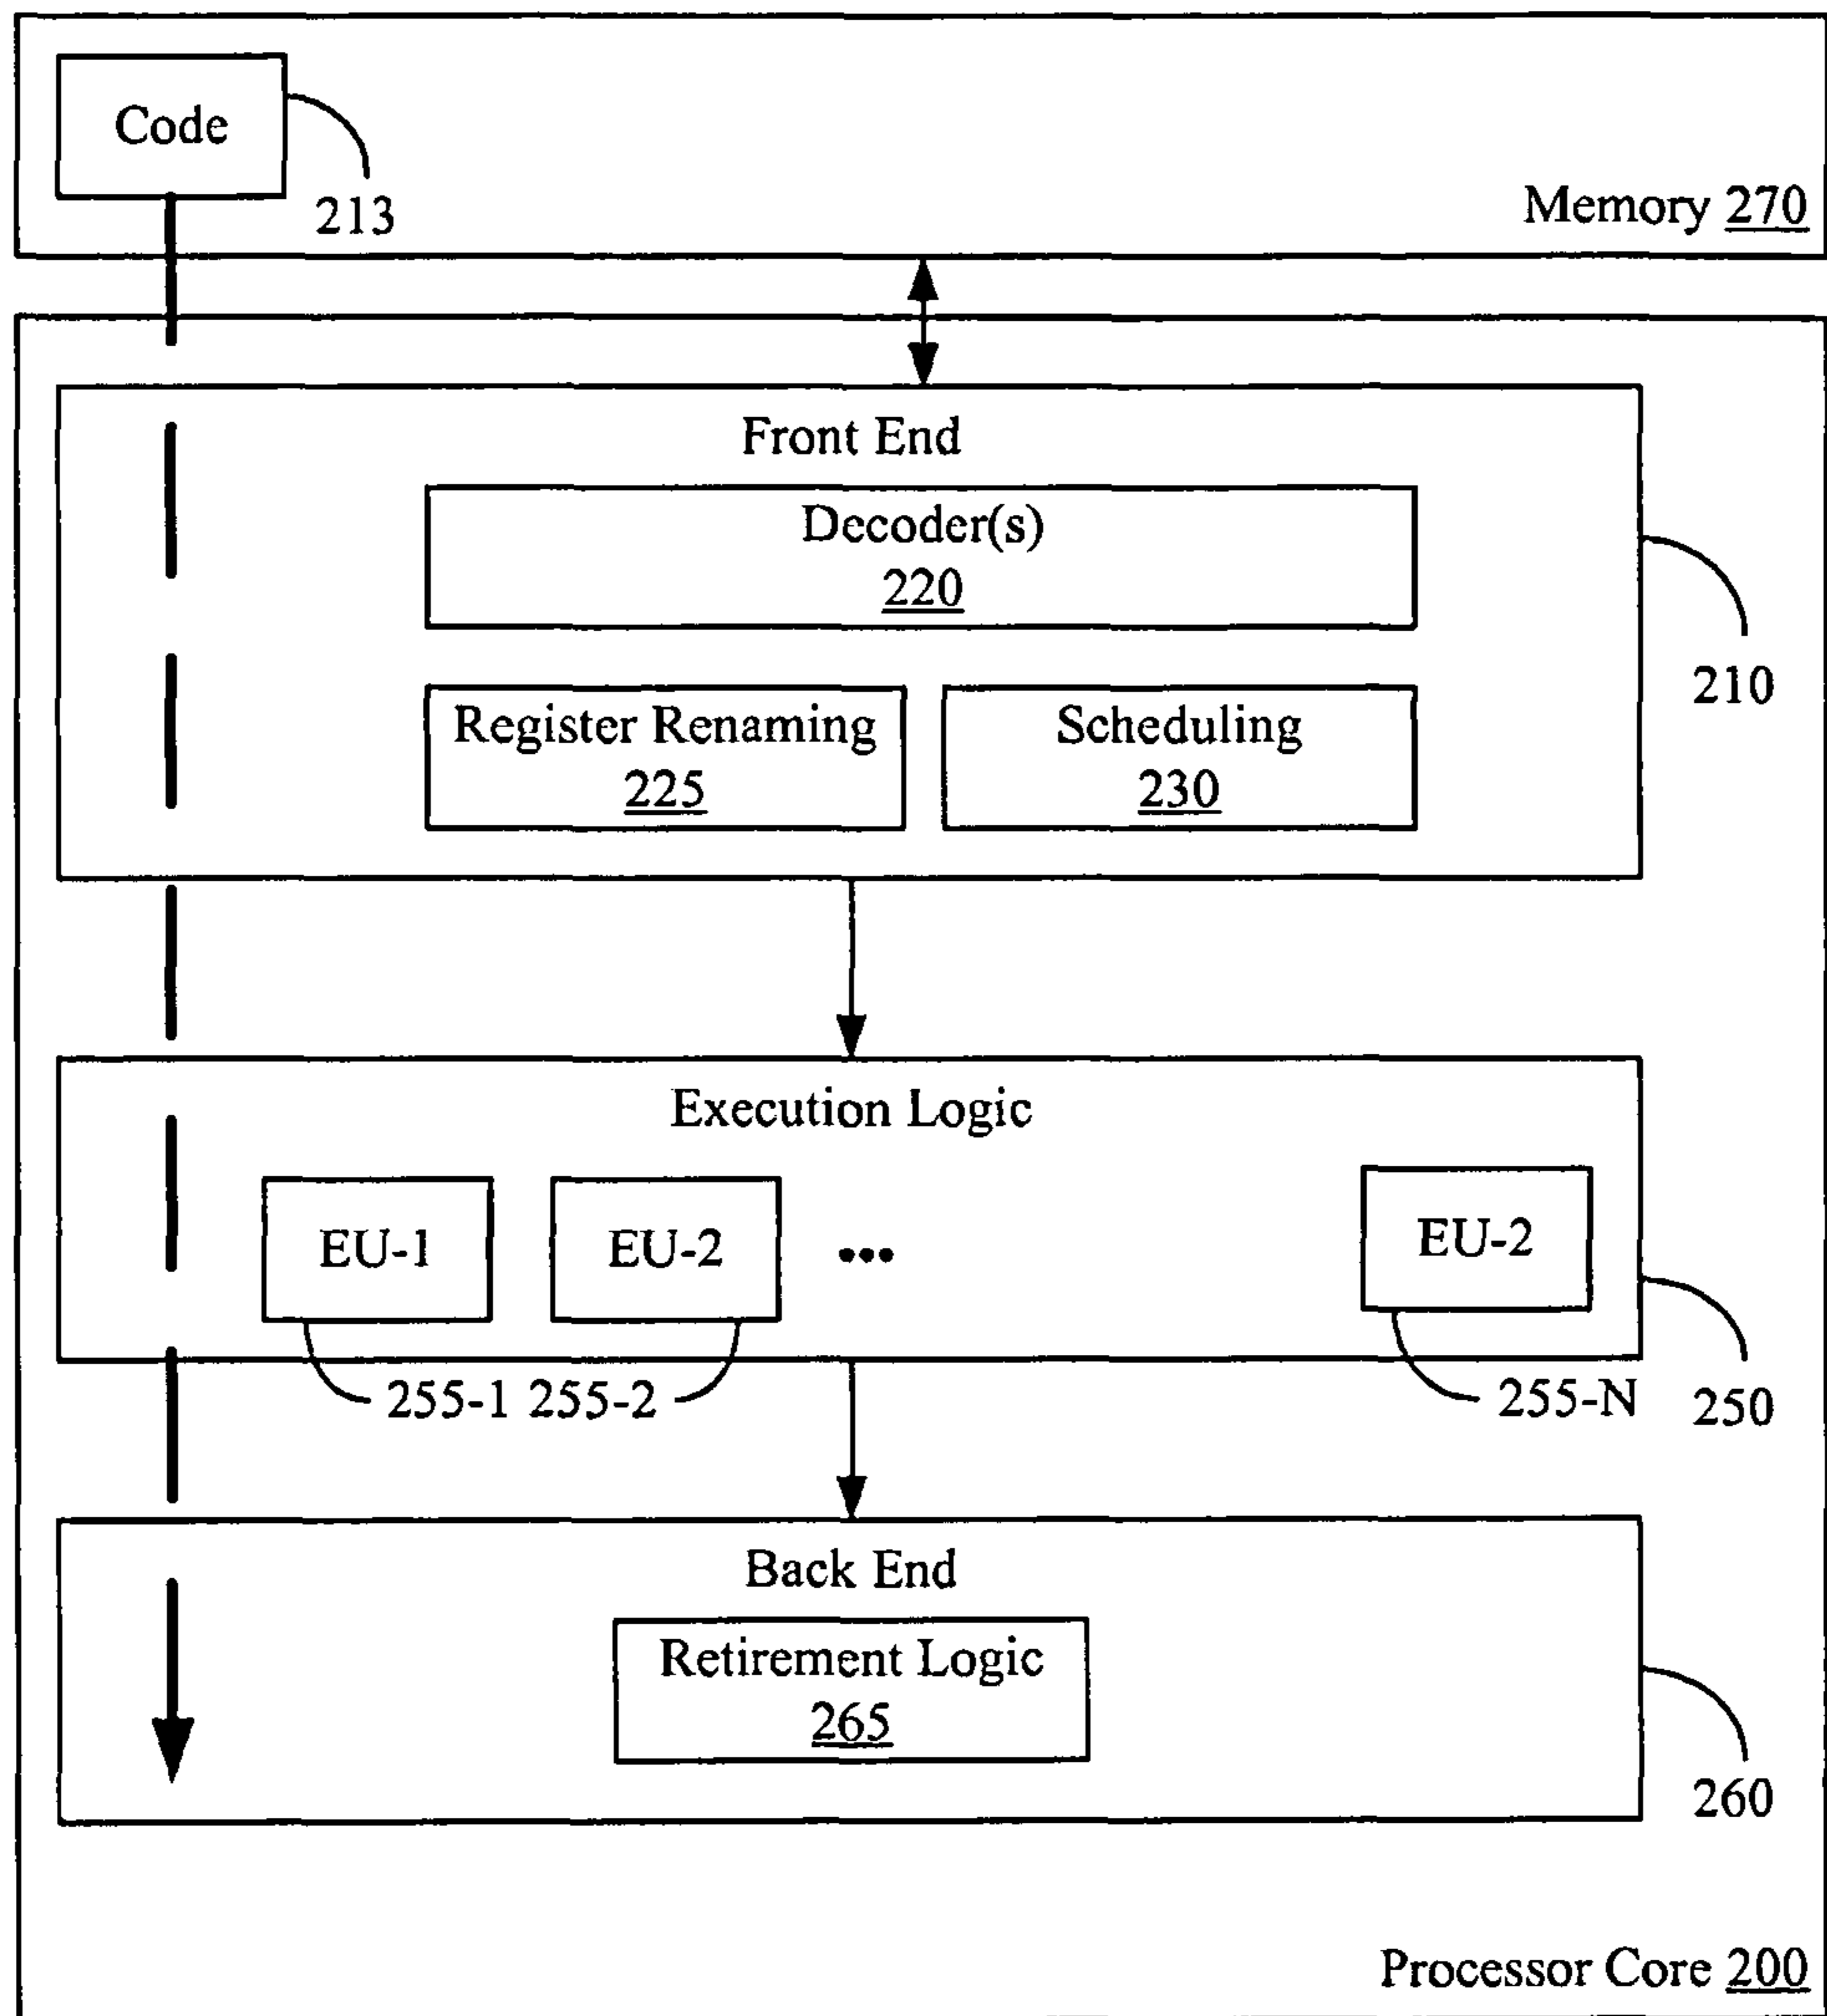 Code
213
Memory 270
Front End
Decoder(s)
220
210
Register Renaming
225
Scheduling
230
Execution Logic
EU-1
EU-2
•••
EU-2
255-1
255-2
255-N
250
Back End
Retirement Logic
265
260
Processor Core 200